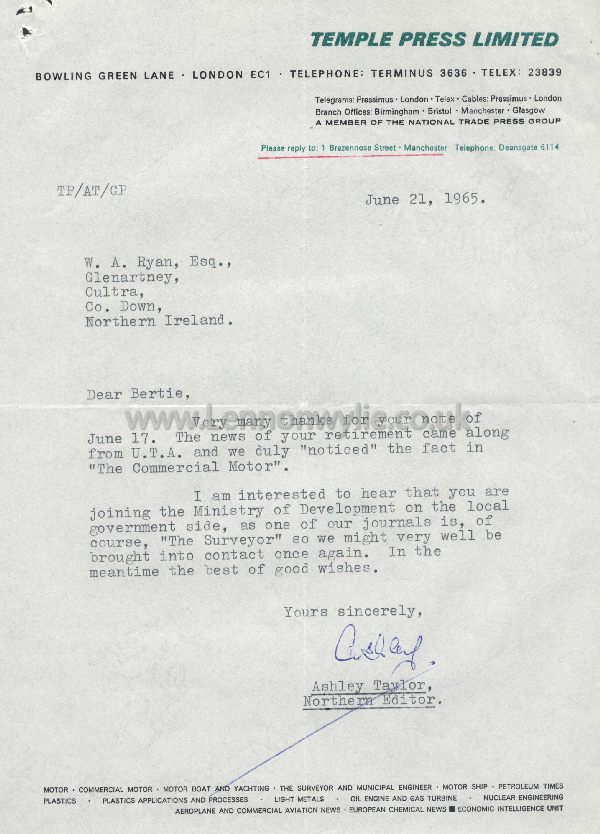 TEMPLE PRESS LIMITED
BOWLING GREEN LANE · LONDON EC1 · TELEPHONE: TERMINUS 3636 · TELEX: 23839
Telegrams: Pressimus · London · Telex · Cables: Pressimus · London
Branch Offices: Birmingham · Bristol · Manchester · Glasgow
A MEMBER OF THE NATIONAL TRADE PRESS GROUP
Please reply to: 1 Brazennose Street · Manchester Telephone: Deansgate 6114
TP/AT/GP
June 21, 1965.
W. A. Ryan, Esq.,
Glenartney,
Cultra,
Co. Down,
Northern Ireland.
Dear Bertie,
www.Lennonwylie.co.uk
Very many thanks for your note of
June 17. The news of your retirement came along
from U.T.A. and we duly "noticed" the fact in
"The Commercial Motor".
I am interested to hear that you are
joining the Ministry of Development on the local
government side, as one of our journals is, of
course, "The Surveyor" so we might very well be
brought into contact once again. In the
meantime the best of good wishes.
Yours sincerely,
Ashley.
Ashley Taylor,
Northern Editor.
MOTOR · COMMERCIAL MOTOR · MOTOR BOAT AND YACHTING · THE SURVEYOR AND MUNICIPAL ENGINEER · MOTOR SHIP · PETROLEUM TIMES
PLASTICS · PLASTICS APPLICATIONS AND PROCESSES · LIGHT METALS · OIL ENGINE AND GAS TURBINE · NUCLEAR ENGINEERING
AEROPLANE AND COMMERCIAL AVIATION NEWS · EUROPEAN CHEMICAL NEWS ■ ECONOMIC INTELLIGENCE UNIT